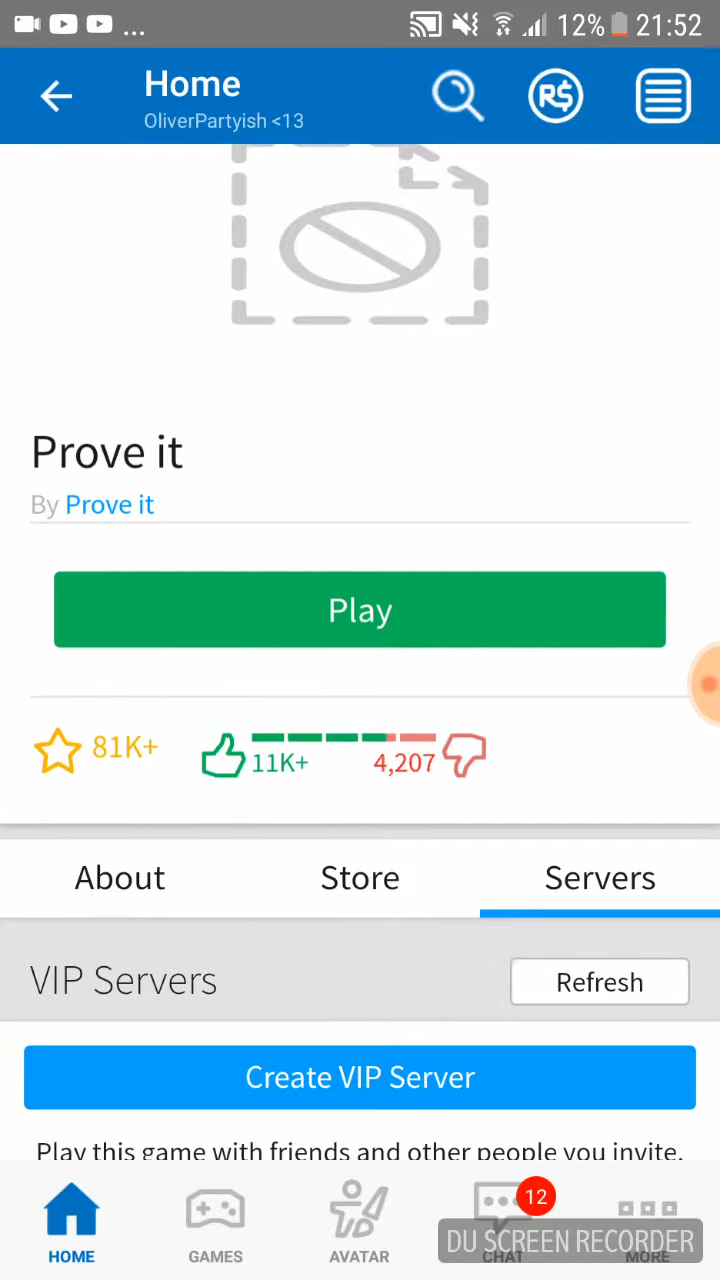 ... 12% 21:52
Home
OliverPartyish <13
R$
Prove it
By Prove it
Play
81K+ 11K+ 4,207
About Store Servers
VIP Servers Refresh
Create VIP Server
Play this game with friends and other people you invite.
12
HOME GAMES AVATAR CHAT MORE
DU SCREEN RECORDER